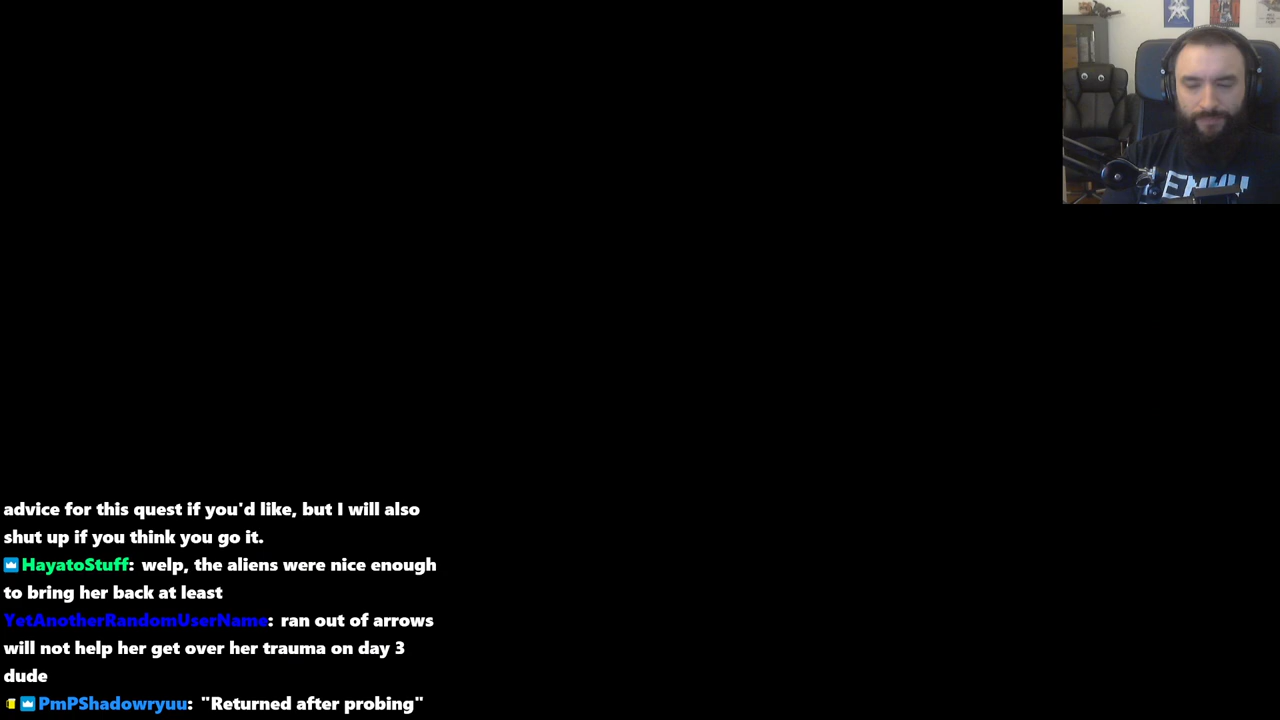 advice for this quest if you'd like, but I will also
shut up if you think you go it.
HayatoStuff: welp, the aliens were nice enough
to bring her back at least
YetAnotherRandomUserName: ran out of arrows
will not help her get over her trauma on day 3
dude
PmPShadowryuu: "Returned after probing"